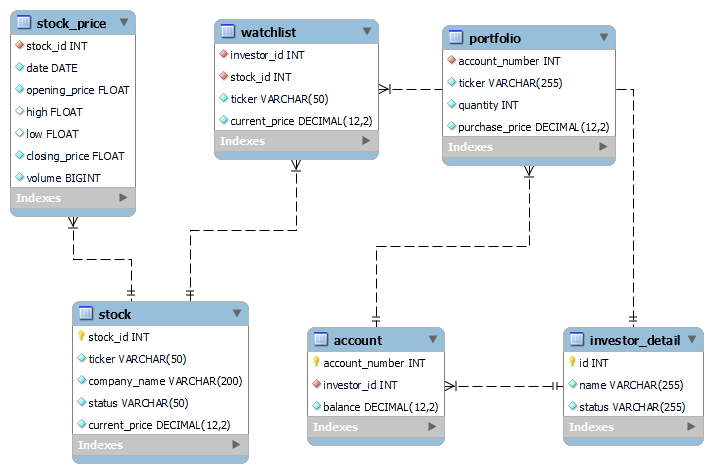 stock_price
stock_id INT
date DATE
opening_price FLOAT
high FLOAT
low FLOAT
closing_price FLOAT
volume BIGINT
Indexes
watchlist
investor_id INT
stock_id INT
ticker VARCHAR(50)
current_price DECIMAL(12,2)
Indexes
portfolio
account_number INT
ticker VARCHAR(255)
quantity INT
purchase_price DECIMAL(12,2)
Indexes
stock
stock_id INT
ticker VARCHAR(50)
company_name VARCHAR(200)
status VARCHAR(50)
current_price DECIMAL(12,2)
Indexes
account
account_number INT
investor_id INT
balance DECIMAL(12,2)
Indexes
investor_detail
id INT
name VARCHAR(255)
status VARCHAR(255)
Indexes